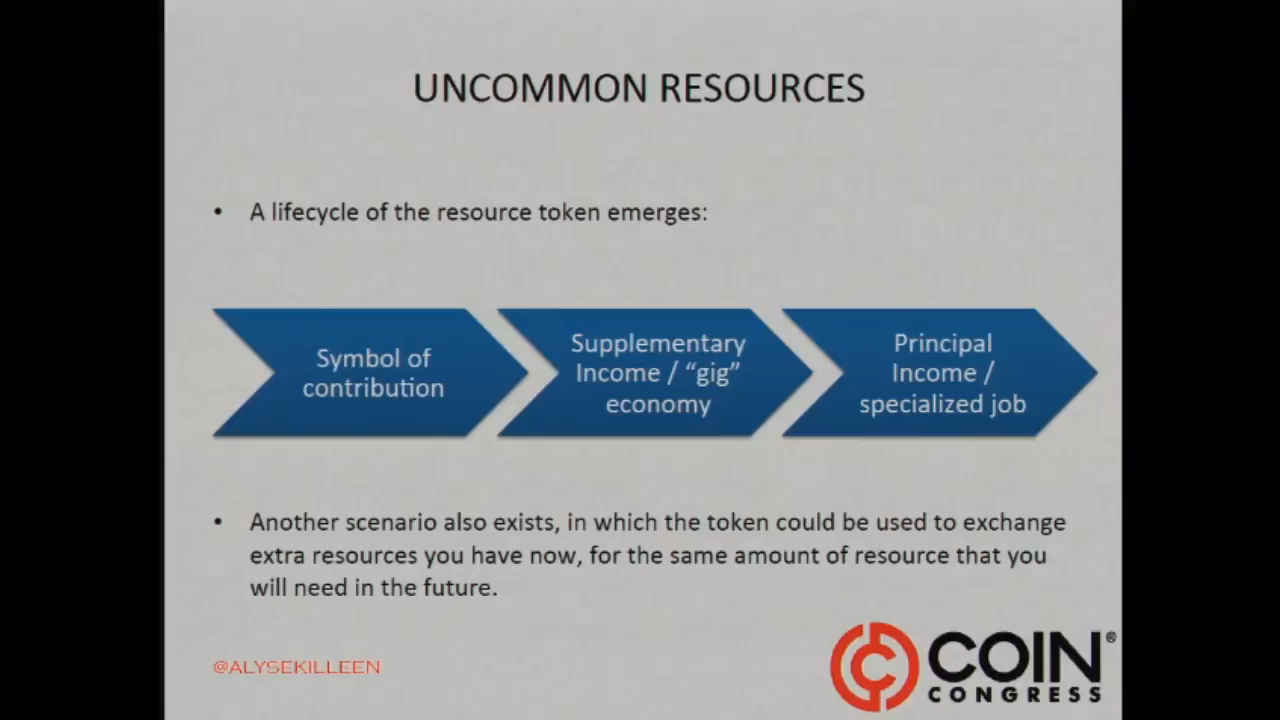 UNCOMMON RESOURCES
• A lifecycle of the resource token emerges:
Symbol of
contribution
Supplementary
Income / “gig”
economy
Principal
Income /
specialized job
• Another scenario also exists, in which the token could be used to exchange
extra resources you have now, for the same amount of resource that you
will need in the future.
@ALYSEKILLEEN
COIN®
CONGRESS